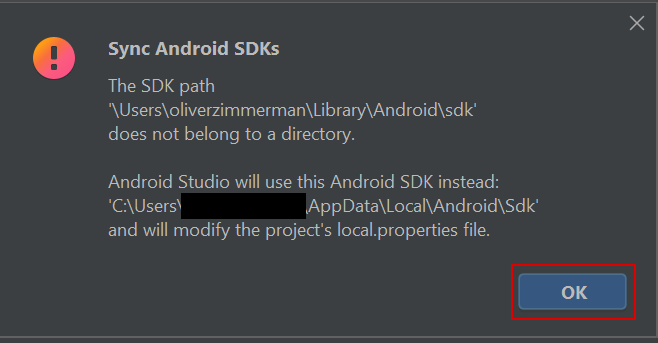 Sync Android SDKs
The SDK path
'\Users\oliverzimmerman\Library\Android\sdk'
does not belong to a directory.
Android Studio will use this Android SDK instead:
'C:\Users\ \AppData\Local\Android\Sdk'
and will modify the project's local.properties file.
OK